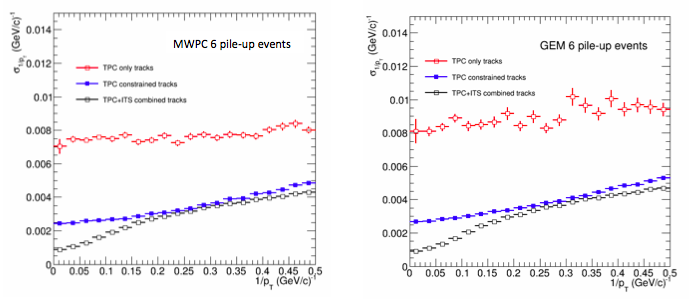 σ1/pT (GeV/c)-1
0.014
0.012
0.01
0.008
0.006
0.004
0.002
0
MWPC 6 pile-up events
TPC only tracks
TPC constrained tracks
TPC+ITS combined tracks
0 0.05 0.1 0.15 0.2 0.25 0.3 0.35 0.4 0.45 0.5
1/pT (GeV/c)-1
σ1/pT (GeV/c)-1
0.014
0.012
0.01
0.008
0.006
0.004
0.002
0
GEM 6 pile-up events
TPC only tracks
TPC constrained tracks
TPC+ITS combined tracks
0 0.05 0.1 0.15 0.2 0.25 0.3 0.35 0.4 0.45 0.5
1/pT (GeV/c)-1